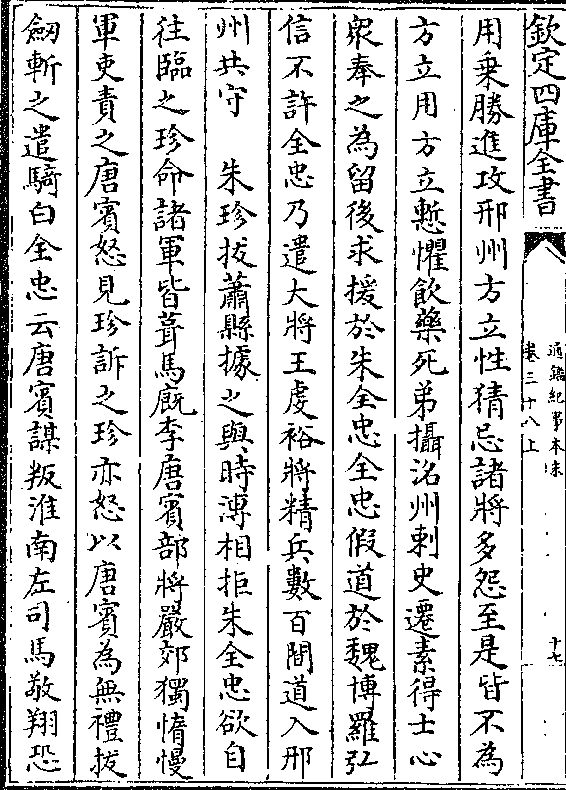 欽定四庫全書
通鑑紀事本末
卷三十八上
十七
用乗勝進攻邢州方立性猜忌諸將多怨至是皆不為
方立用方立慙懼飲藥死弟攝洺州刺史遷素得士心
衆奉之為留後求援於朱全忠全忠假道於魏博羅弘
信不許全忠乃遣大將王虔裕將精兵數百間道入邢
州共守　朱珍拔蕭縣據之與時溥相拒朱全忠欲自
往臨之珍命諸軍皆葺馬廐李唐賓部將嚴郊獨惰慢
軍吏責之唐賓怒見珍訴之珍亦怒以唐賓為無禮拔
劒斬之遣騎白全忠云唐賓謀叛淮南左司馬敬翔恐